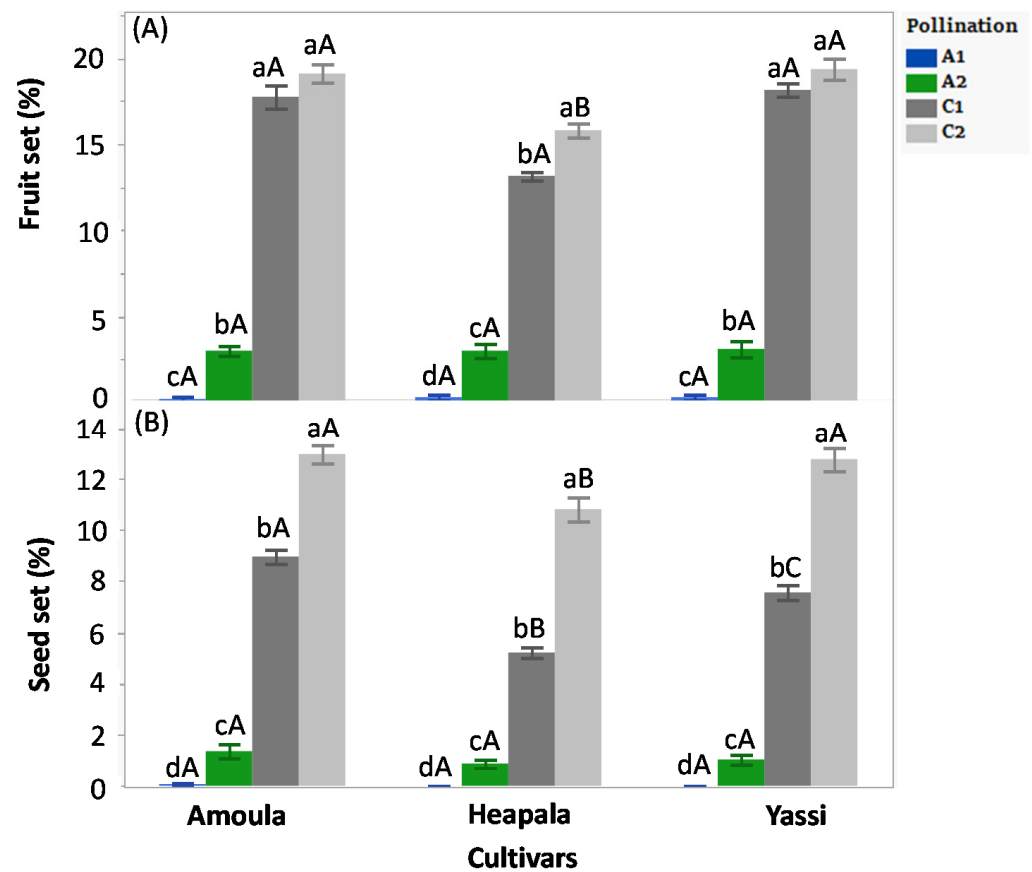 (A)
Pollination
A1
A2
C1
C2
Fruit set (%)
20
15
10
5
0
cA
bA
aA
aA
dA
cA
bA
aB
cA
bA
aA
aA
(B)
Seed set (%)
14
12
10
8
6
4
2
0
dA
cA
bA
aA
dA
cA
bB
aB
dA
cA
bC
aA
Amoula Heapala Yassi
Cultivars